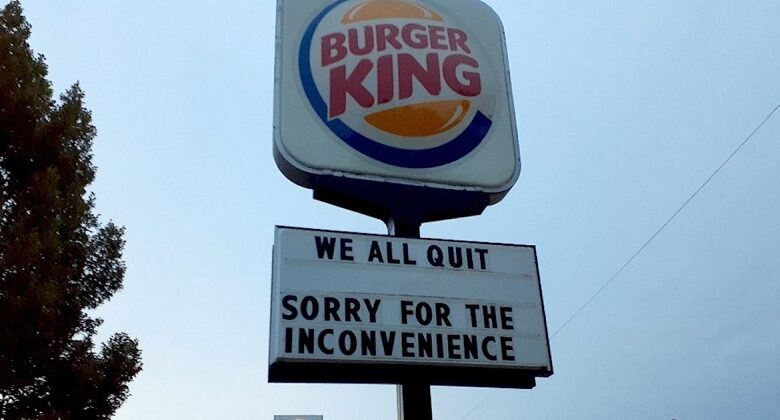 BURGER
KING
WE ALL QUIT
SORRY FOR THE
INCONVENIENCE